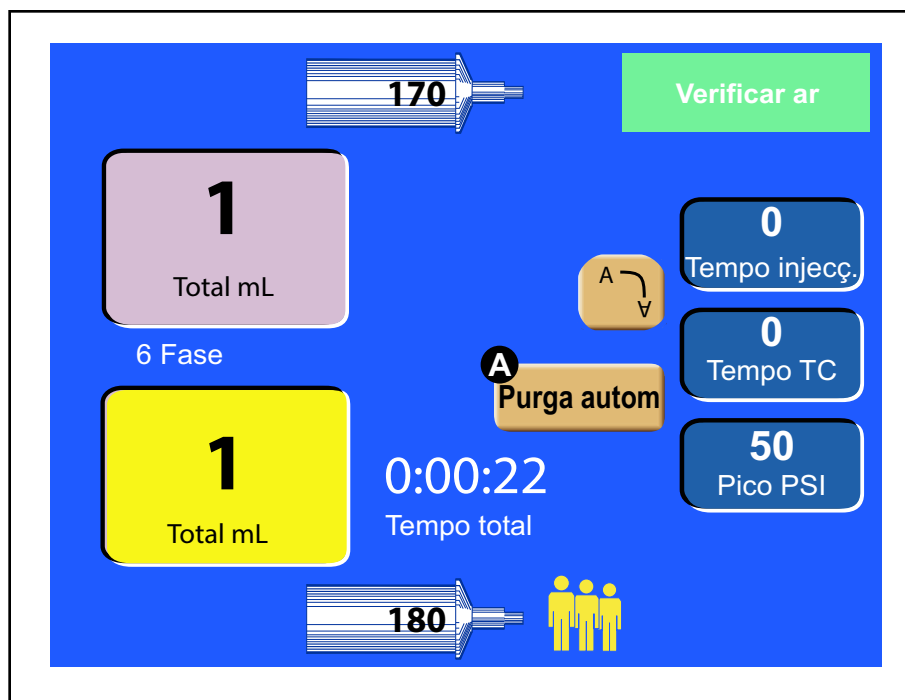 170
Verificar ar
1
Total mL
0
Tempo injecç.
A
A
6 Fase
0
Tempo TC
A
Purga autom
1
Total mL
0:00:22
Tempo total
50
Pico PSI
180